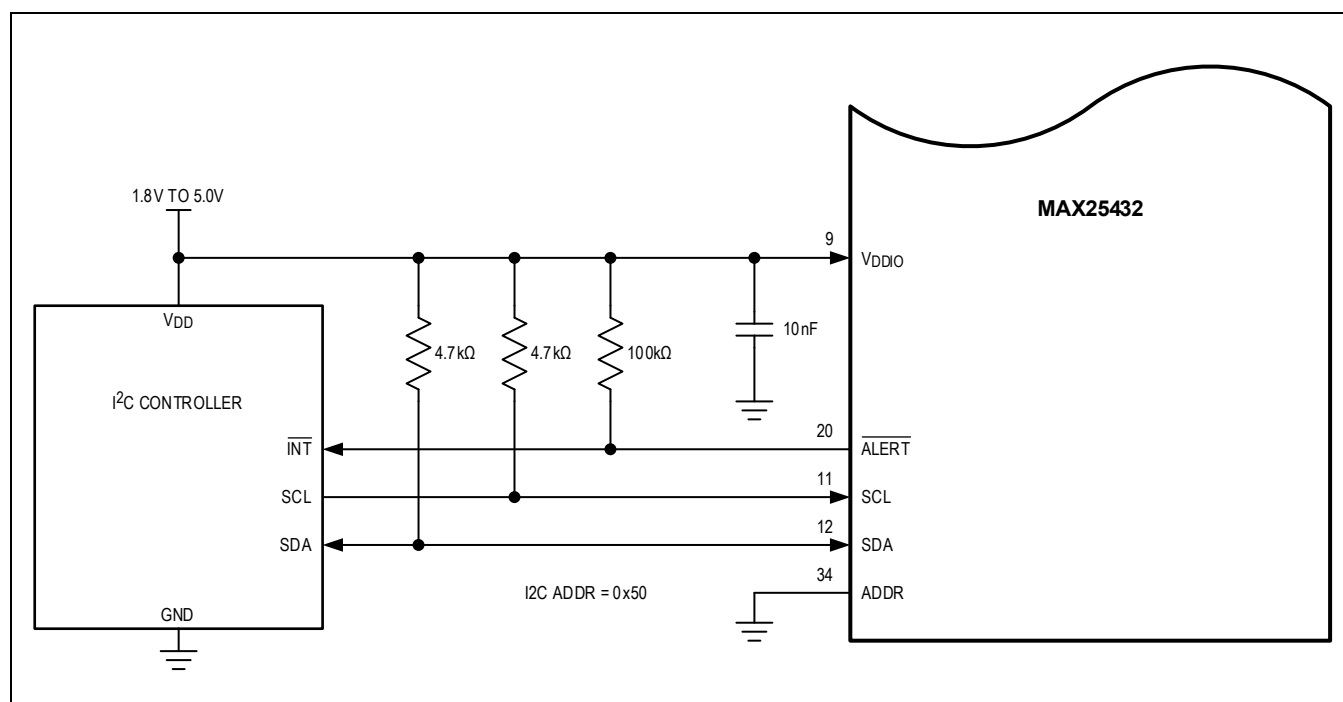 1.8V TO 5.0V
MAX25432
9
VDDIO
VDD
4.7kΩ
4.7kΩ
100kΩ
10nF
I²C CONTROLLER
20
INT
ALERT
11
SCL
SCL
12
SDA
SDA
34
I2C ADDR = 0x50
ADDR
GND